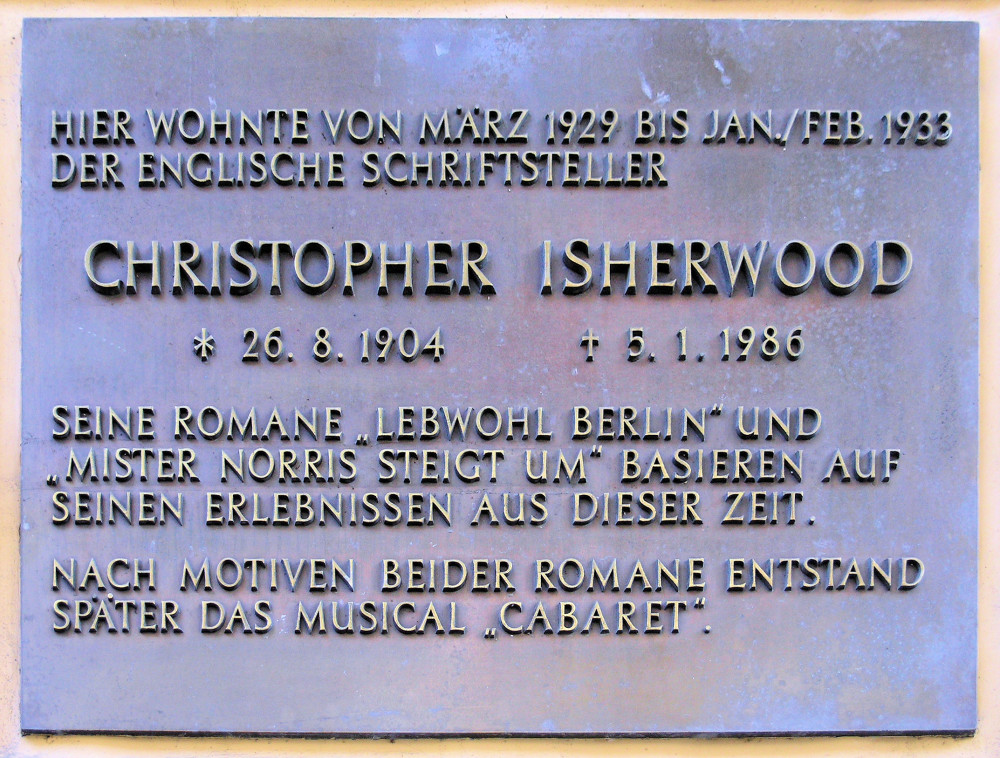 HIER WOHNTE VON MÄRZ 1929 BIS JAN./FEB. 1933
DER ENGLISCHE SCHRIFTSTELLER
CHRISTOPHER ISHERWOOD
* 26. 8. 1904 † 5. 1. 1986
SEINE ROMANE „LEBWOHL BERLIN“ UND
„MISTER NORRIS STEIGT UM“ BASIEREN AUF
SEINEN ERLEBNISSEN AUS DIESER ZEIT.
NACH MOTIVEN BEIDER ROMANE ENTSTAND
SPÄTER DAS MUSICAL „CABARET“.